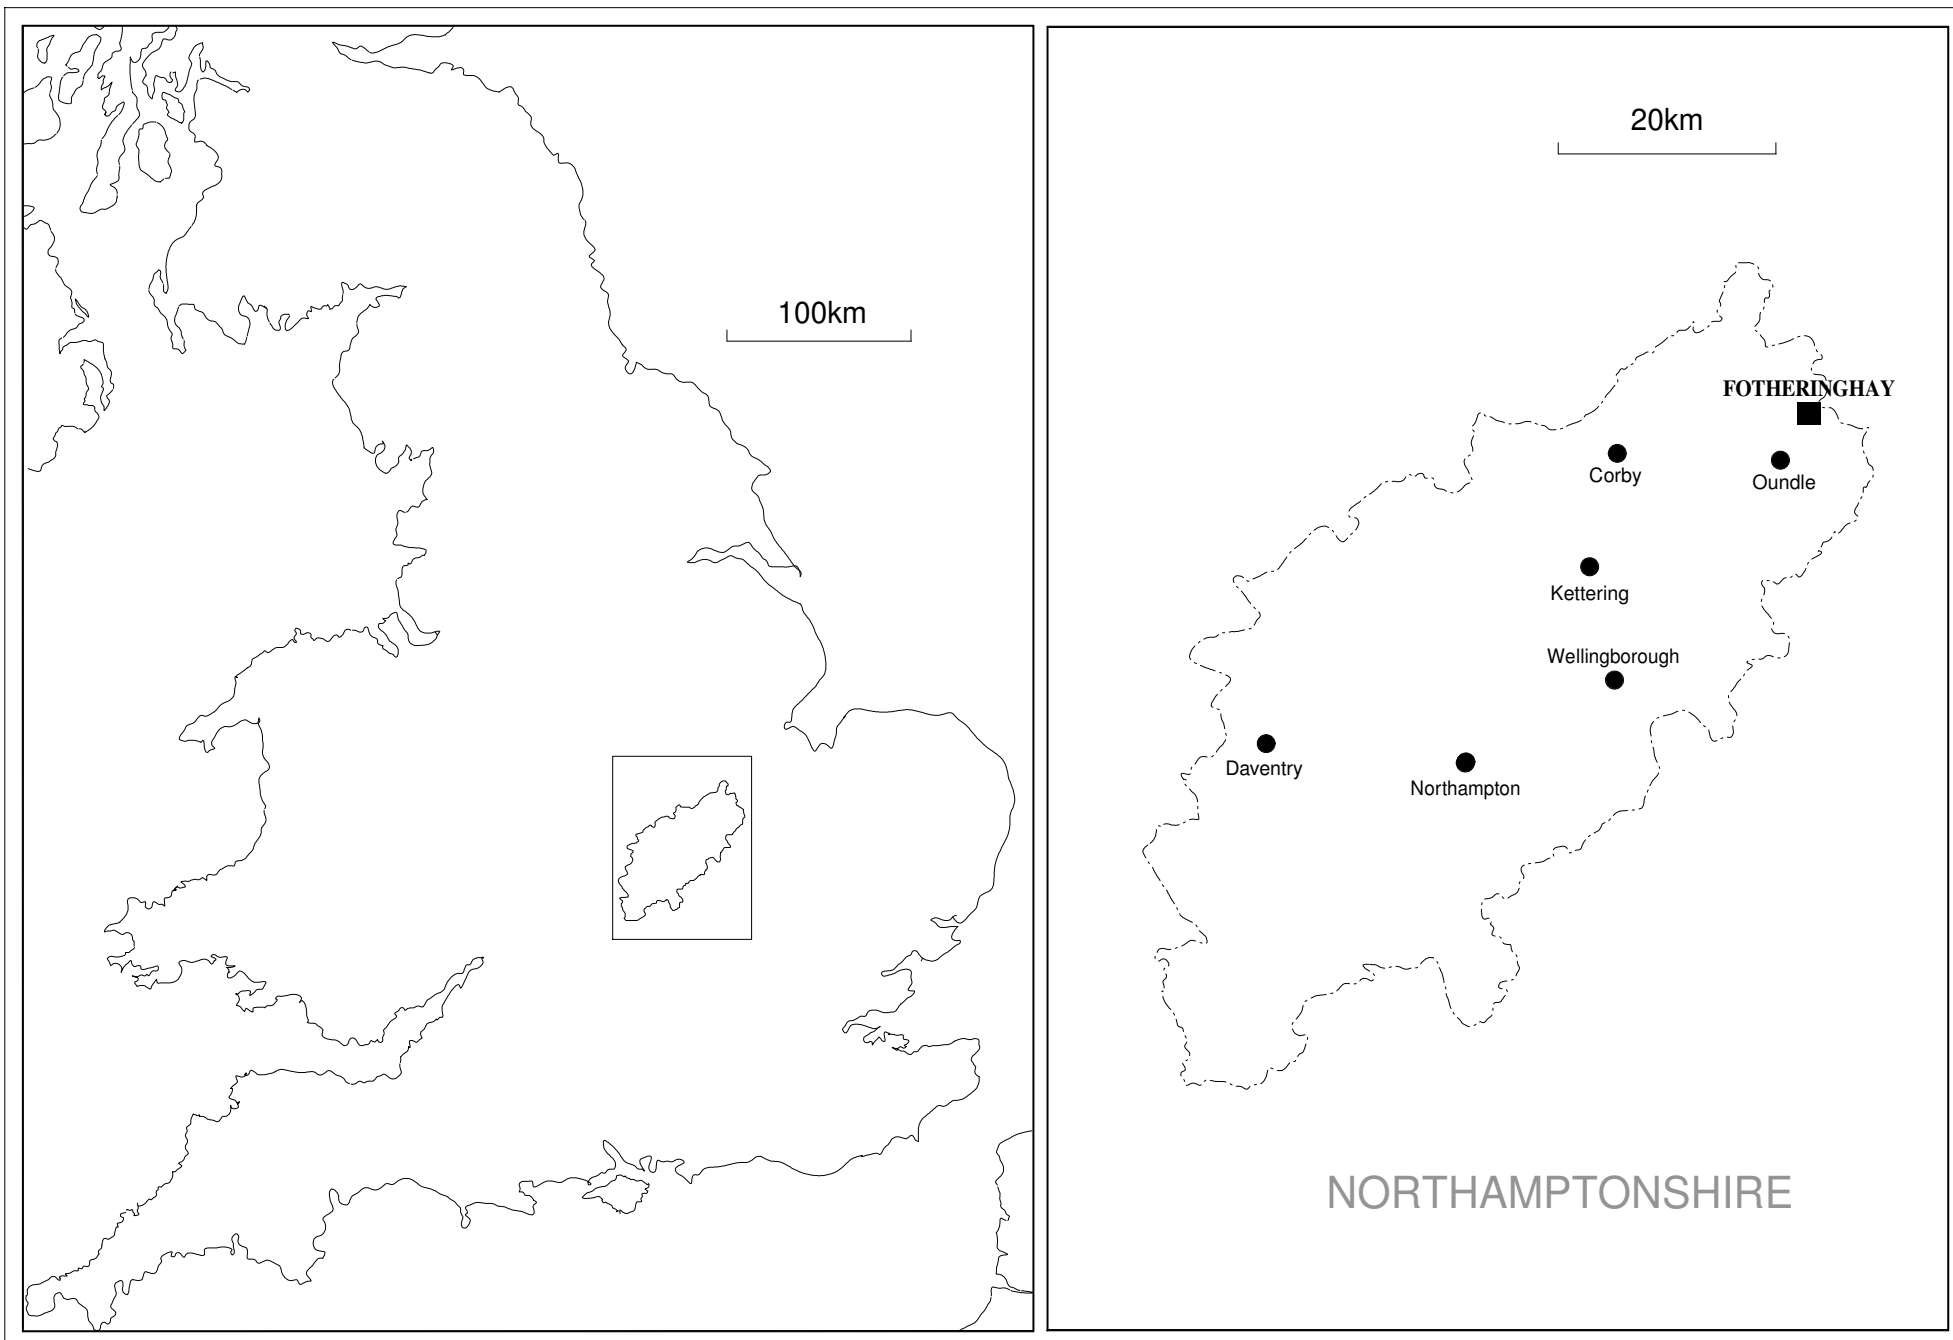 100km
20km
FOTHERINGHAY
Corby
Oundle
Kettering
Wellingborough
Daventry
Northampton
NORTHAMPTONSHIRE